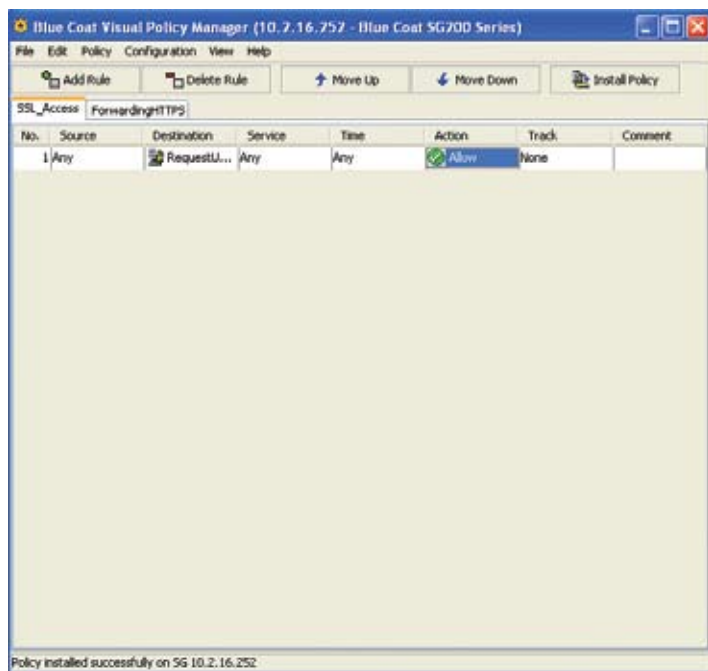 Blue Coat Visual Policy Manager (10.2.16.252 - Blue Coat SG200 Series)
File Edit Policy Configuration View Help
Add Rule Delete Rule Move Up Move Down Install Policy
SSL_Access ForwardingHTTPS
No. Source Destination Service Time Action Track Comment
1 Any RequestU... Any Any Allow None
Policy installed successfully on SG 10.2.16.252